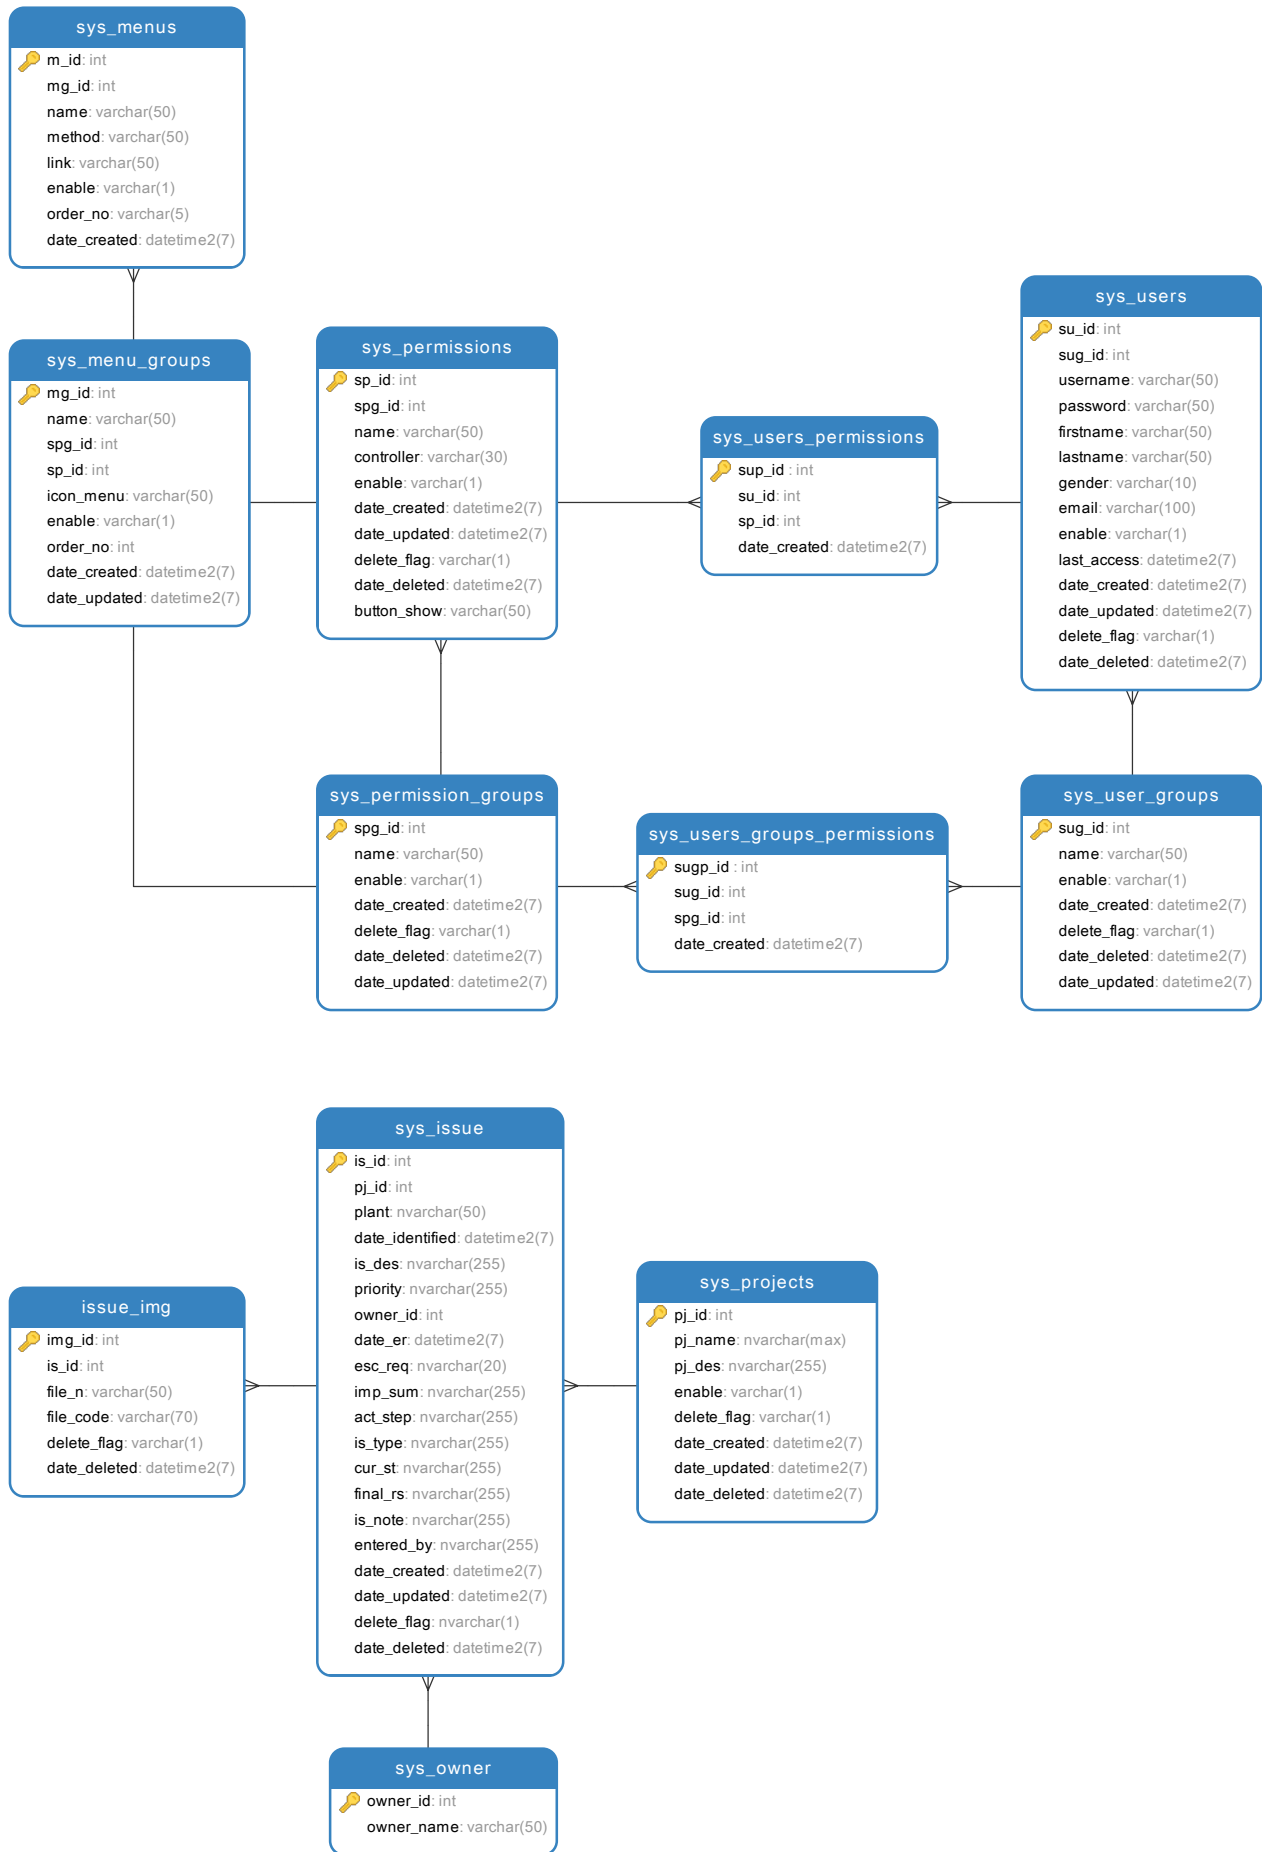 sys_menus
m_id: int
mg_id: int
name: varchar(50)
method: varchar(50)
link: varchar(50)
enable: varchar(1)
order_no: varchar(5)
date_created: datetime2(7)
sys_menu_groups
mg_id: int
name: varchar(50)
spg_id: int
sp_id: int
icon_menu: varchar(50)
enable: varchar(1)
order_no: int
date_created: datetime2(7)
date_updated: datetime2(7)
sys_permissions
sp_id: int
spg_id: int
name: varchar(50)
controller: varchar(30)
enable: varchar(1)
date_created: datetime2(7)
date_updated: datetime2(7)
delete_flag: varchar(1)
date_deleted: datetime2(7)
button_show: varchar(50)
sys_users_permissions
sup_id : int
su_id: int
sp_id: int
date_created: datetime2(7)
sys_users
su_id: int
sug_id: int
username: varchar(50)
password: varchar(50)
firstname: varchar(50)
lastname: varchar(50)
gender: varchar(10)
email: varchar(100)
enable: varchar(1)
last_access: datetime2(7)
date_created: datetime2(7)
date_updated: datetime2(7)
delete_flag: varchar(1)
date_deleted: datetime2(7)
sys_permission_groups
spg_id: int
name: varchar(50)
enable: varchar(1)
date_created: datetime2(7)
delete_flag: varchar(1)
date_deleted: datetime2(7)
date_updated: datetime2(7)
sys_users_groups_permissions
sugp_id : int
sug_id: int
spg_id: int
date_created: datetime2(7)
sys_user_groups
sug_id: int
name: varchar(50)
enable: varchar(1)
date_created: datetime2(7)
delete_flag: varchar(1)
date_deleted: datetime2(7)
date_updated: datetime2(7)
issue_img
img_id: int
is_id: int
file_n: varchar(50)
file_code: varchar(70)
delete_flag: varchar(1)
date_deleted: datetime2(7)
sys_issue
is_id: int
pj_id: int
plant: nvarchar(50)
date_identified: datetime2(7)
is_des: nvarchar(255)
priority: nvarchar(255)
owner_id: int
date_er: datetime2(7)
esc_req: nvarchar(20)
imp_sum: nvarchar(255)
act_step: nvarchar(255)
is_type: nvarchar(255)
cur_st: nvarchar(255)
final_rs: nvarchar(255)
is_note: nvarchar(255)
entered_by: nvarchar(255)
date_created: datetime2(7)
date_updated: datetime2(7)
delete_flag: nvarchar(1)
date_deleted: datetime2(7)
sys_projects
pj_id: int
pj_name: nvarchar(max)
pj_des: nvarchar(255)
enable: varchar(1)
delete_flag: varchar(1)
date_created: datetime2(7)
date_updated: datetime2(7)
date_deleted: datetime2(7)
sys_owner
owner_id: int
owner_name: varchar(50)